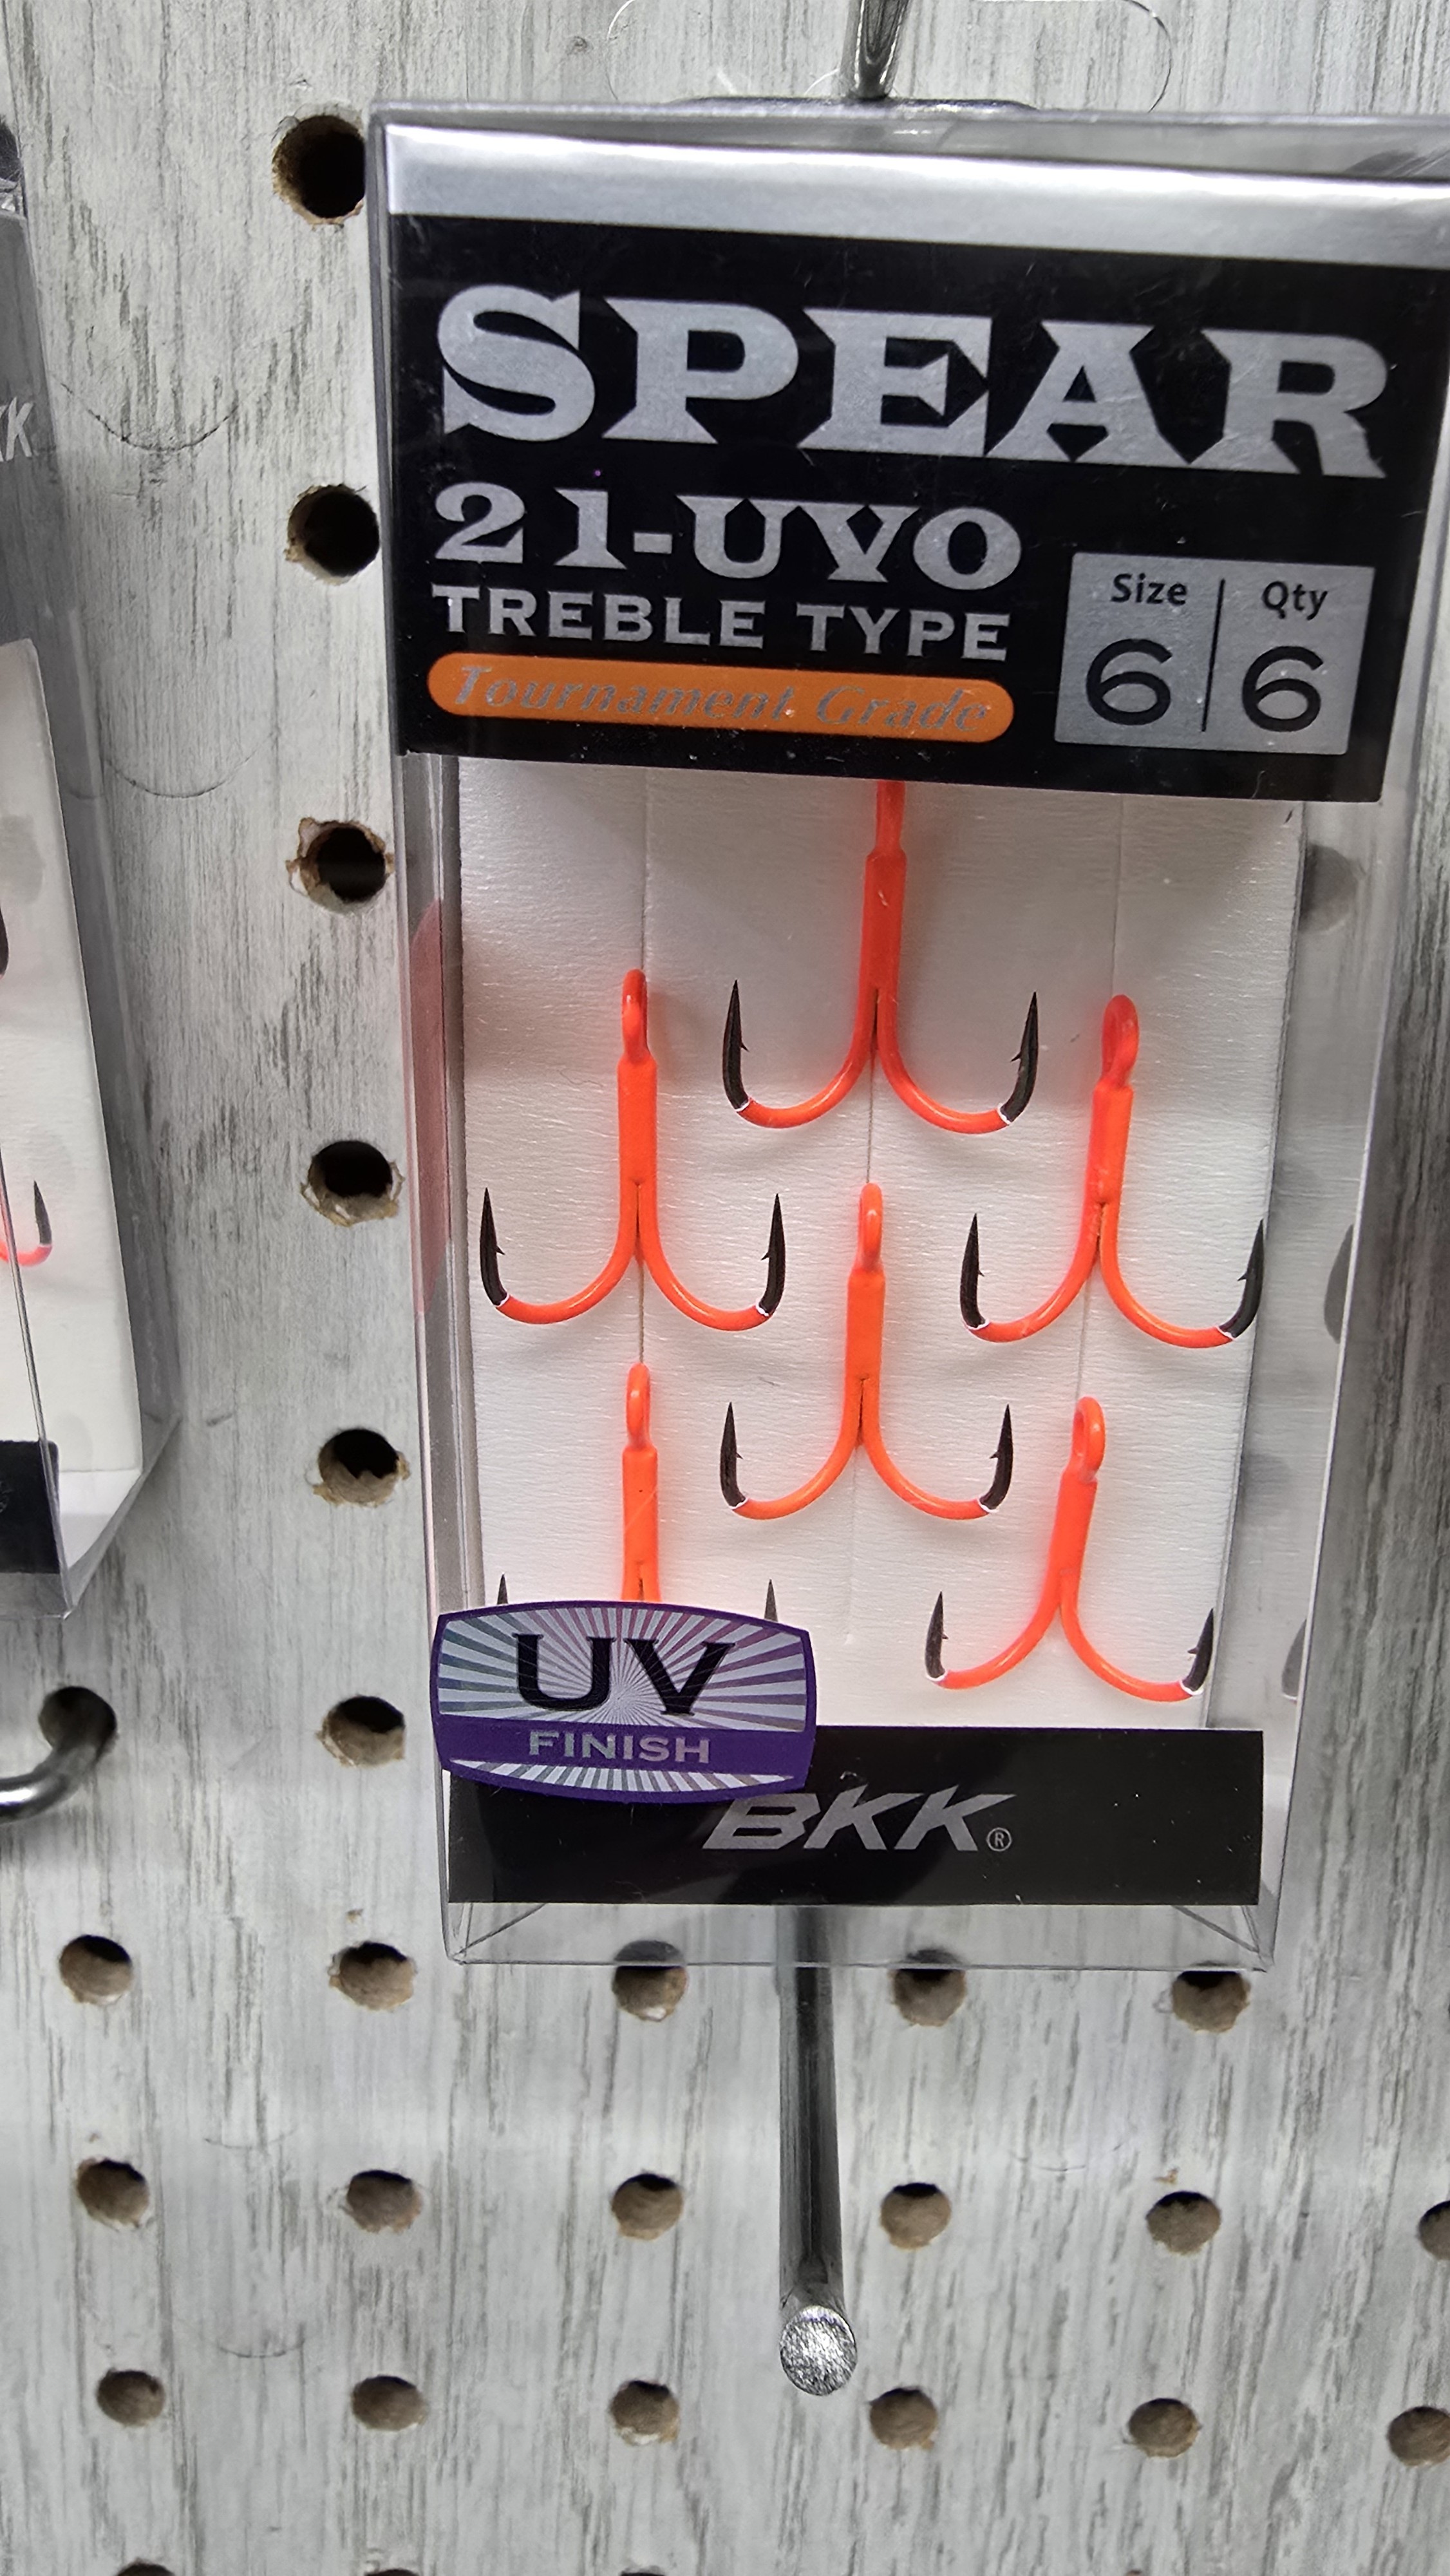 SPEAR
21-UVO
TREBLE TYPE
Tournament Grade
Size Qty
6 6
UV
FINISH
BKK®